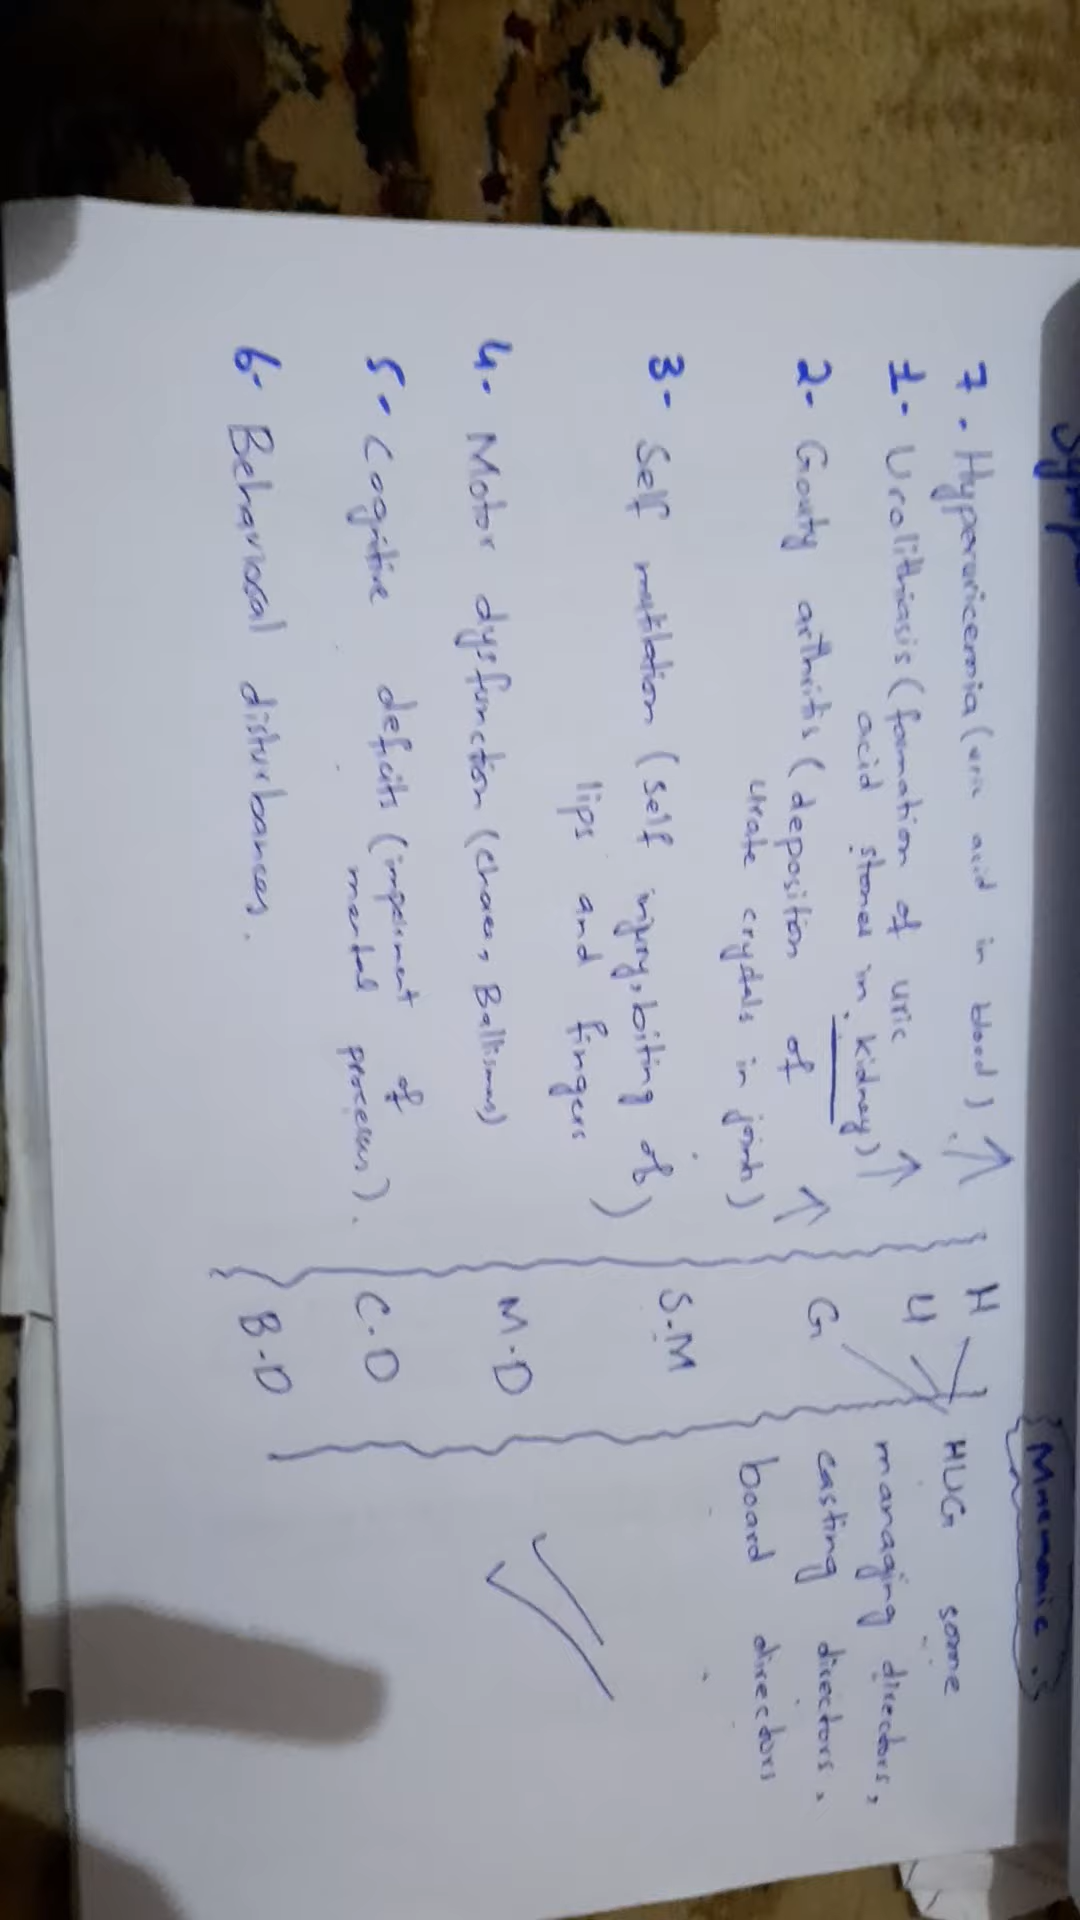 Mnemonic
7- Hyperuricemia (uric acid in blood) ↑
1- Urolithiasis (formation of uric
acid stones in kidney) ↑
2- Gouty arthritis (deposition of
urate crystals in joints) ↑
3- Self mutilation (self injury, biting of
lips and fingers)
4- Motor dysfunction (chorea, Ballismus)
5- Cognitive deficits (impairment of
mental processes).
6- Behavioral disturbances.
H
U
G
S.M
M.D
C.D
B.D
HUG some
managing directors,
casting directors,
board directors